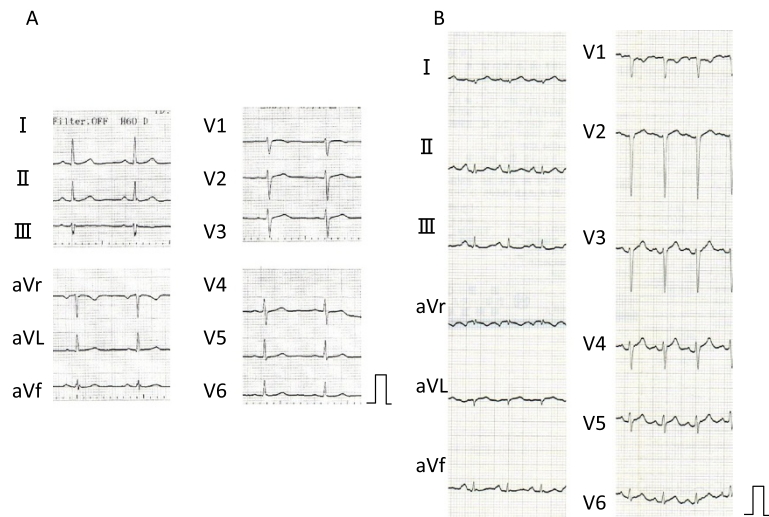 A
Filter.OFF H60 D
I
II
III
aVr
aVL
aVf
V1
V2
V3
V4
V5
V6
B
I
II
III
aVr
aVL
aVf
V1
V2
V3
V4
V5
V6